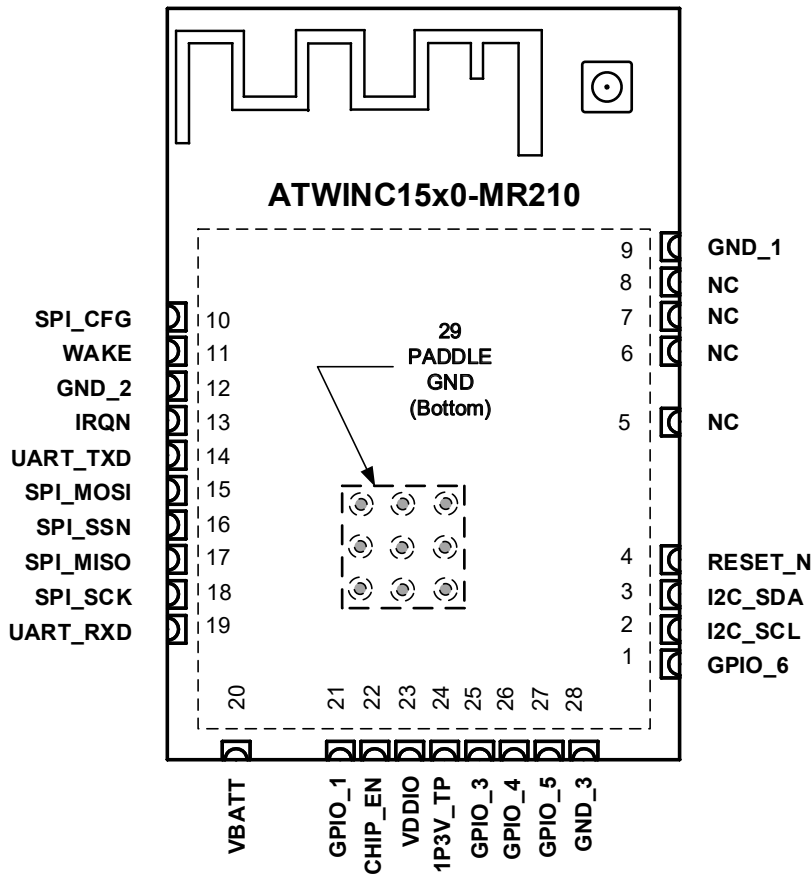 ATWINC15x0-MR210
9 GND_1
8 NC
7 NC
6 NC
5 NC
4 RESET_N
3 I2C_SDA
2 I2C_SCL
1 GPIO_6
SPI_CFG 10
WAKE 11
GND_2 12
IRQN 13
UART_TXD 14
SPI_MOSI 15
SPI_SSN 16
SPI_MISO 17
SPI_SCK 18
UART_RXD 19
29
PADDLE
GND
(Bottom)
20 VBATT
21 GPIO_1
22 CHIP_EN
23 VDDIO
24 1P3V_TP
25 GPIO_3
26 GPIO_4
27 GPIO_5
28 GND_3